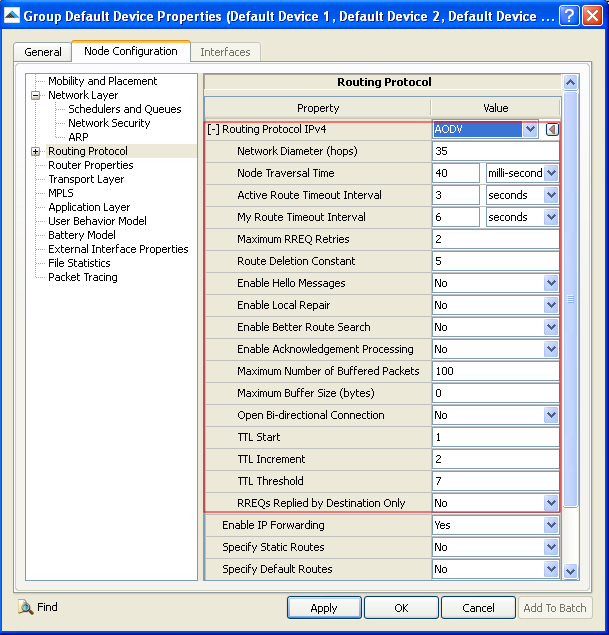 Group Default Device Properties (Default Device 1, Default Device 2, Default Device ...
General Node Configuration Interfaces
Mobility and Placement
Network Layer
Schedulers and Queues
Network Security
ARP
Routing Protocol
Router Properties
Transport Layer
MPLS
Application Layer
User Behavior Model
Battery Model
External Interface Properties
File Statistics
Packet Tracing
Routing Protocol
Property Value
[-] Routing Protocol IPv4 AODV
Network Diameter (hops) 35
Node Traversal Time 40 milli-second
Active Route Timeout Interval 3 seconds
My Route Timeout Interval 6 seconds
Maximum RREQ Retries 2
Route Deletion Constant 5
Enable Hello Messages No
Enable Local Repair No
Enable Better Route Search No
Enable Acknowledgement Processing No
Maximum Number of Buffered Packets 100
Maximum Buffer Size (bytes) 0
Open Bi-directional Connection No
TTL Start 1
TTL Increment 2
TTL Threshold 7
RREQs Replied by Destination Only No
Enable IP Forwarding Yes
Specify Static Routes No
Specify Default Routes No
Find Apply OK Cancel Add To Batch